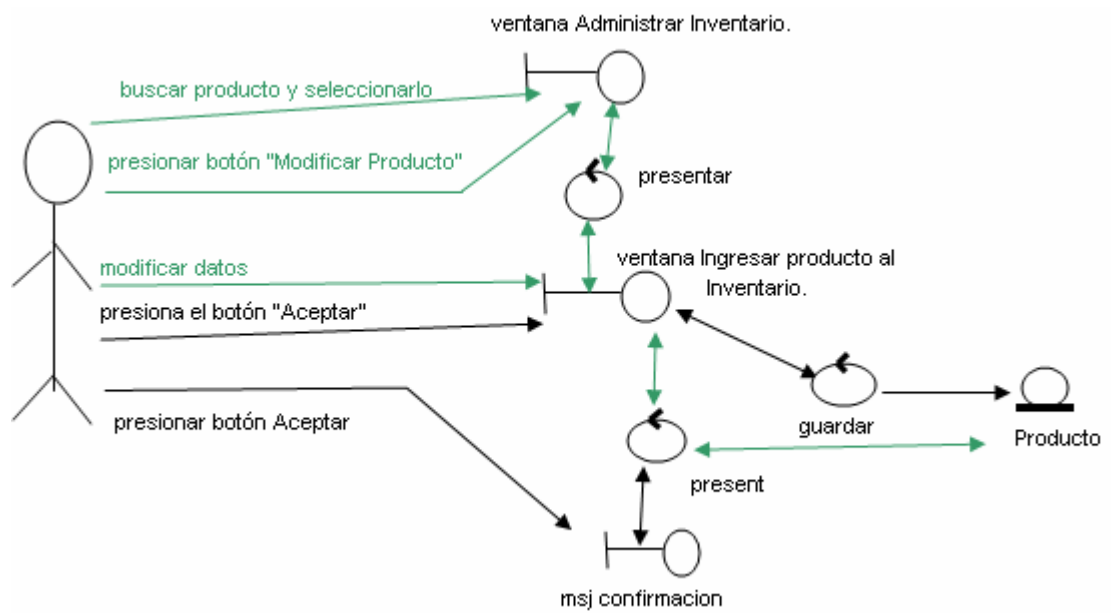 ventana Administrar Inventario.
buscar producto y seleccionarlo
presionar botón "Modificar Producto"
presentar
ventana Ingresar producto al
Inventario.
modificar datos
presiona el botón "Aceptar"
presionar botón Aceptar
guardar
Producto
present
msj confirmacion